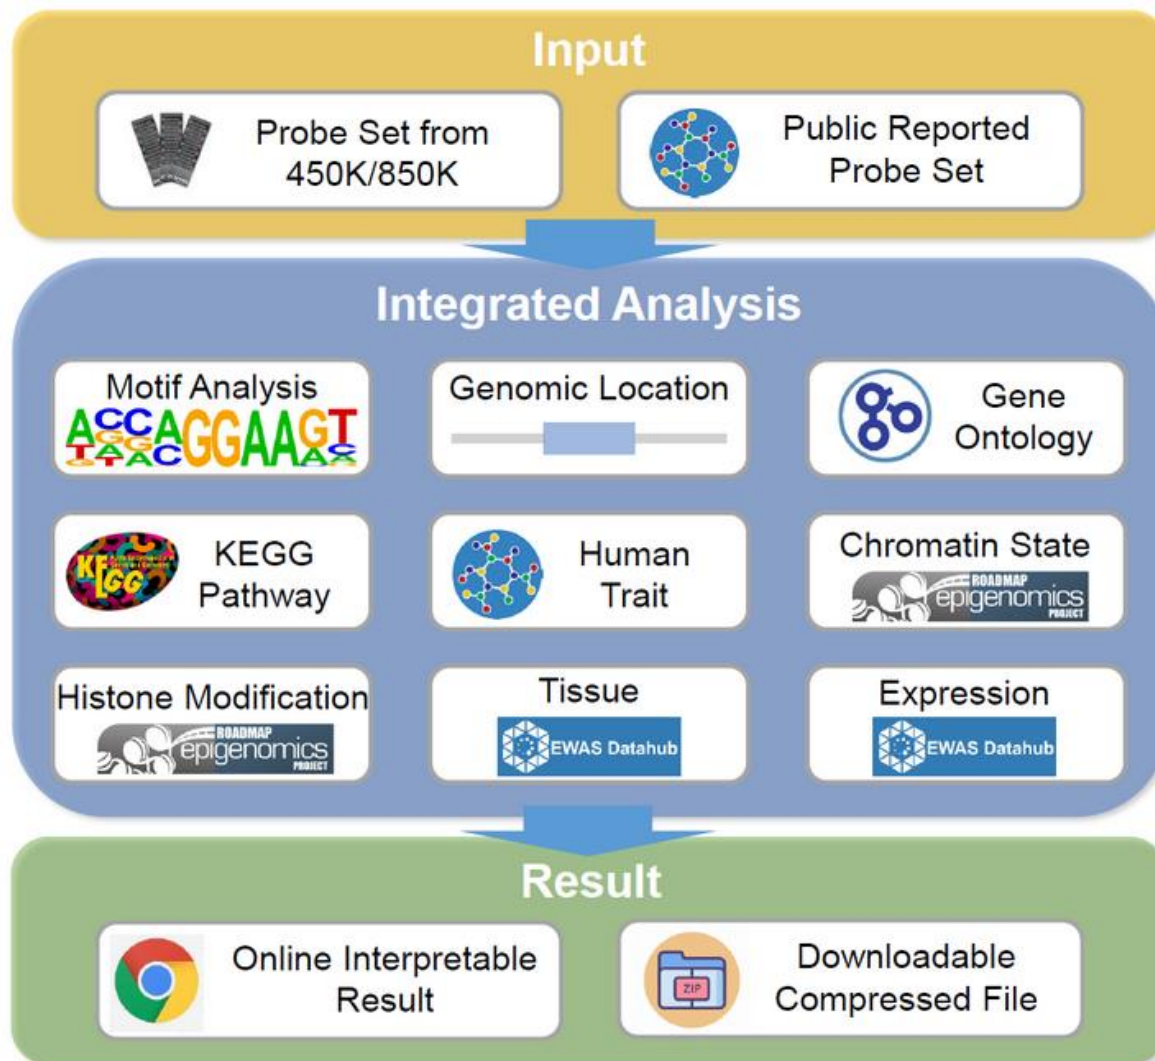 Input
Probe Set from
450K/850K
Public Reported
Probe Set
Integrated Analysis
Motif Analysis
Genomic Location
Gene
Ontology
KEGG
KEGG
Pathway
Human
Trait
Chromatin State
ROADMAP
epigenomics
PROJECT
Histone Modification
ROADMAP
epigenomics
PROJECT
Tissue
EWAS Datahub
Expression
EWAS Datahub
Result
Online Interpretable
Result
ZIP
Downloadable
Compressed File